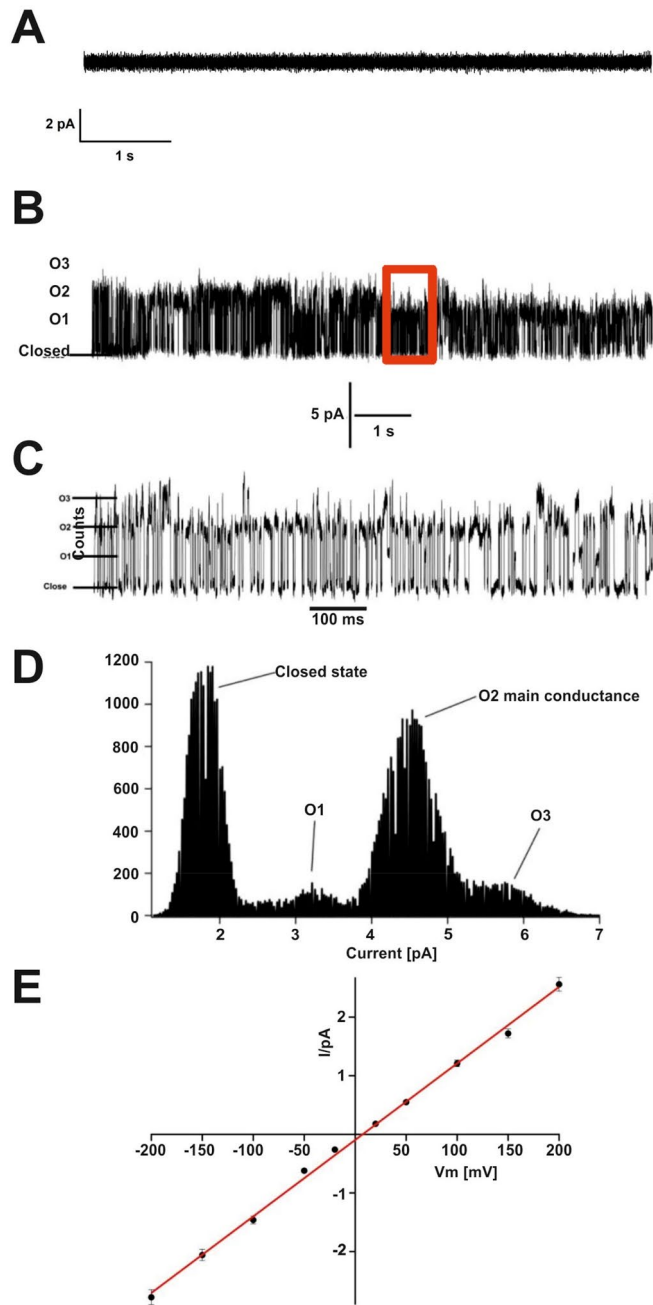 A
2 pA
1 s
B
O3
O2
O1
Closed
5 pA
1 s
C
O3
O2
O1
Close
Counts
100 ms
D
1200
1000
800
600
400
200
0
Closed state
O2 main conductance
O1
O3
2 3 4 5 6 7
Current [pA]
E
I/pA
2
1
-1
-2
-200 -150 -100 -50 50 100 150 200
Vm [mV]